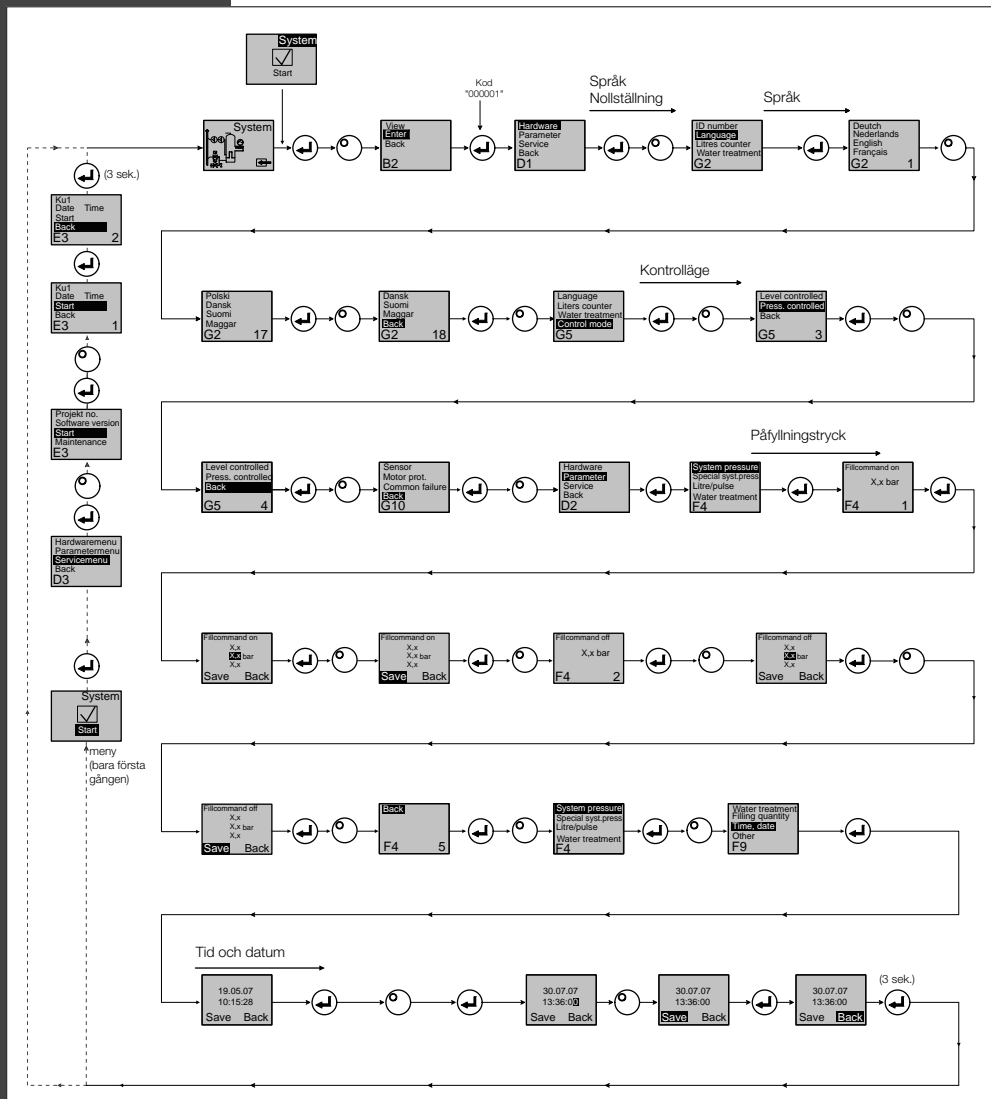 System
Start
Kod
"000001"
Språk
Nollställning
Språk
System
View
Enter
Back
B2
Hardware
Parameter
Service
Back
D1
ID number
Language
Litres counter
Water treatment
G2
Deutch
Nederlands
English
Français
G2 1
(3 sek.)
Ku1
Date Time
Start
Back
E3 2
Ku1
Date Time
Start
Back
E3 1
Projekt no.
Software version
Start
Maintenance
E3
Hardwaremenu
Parametermenu
Servicemenu
Back
D3
System
Start
meny
(bara första
gången)
Kontrolläge
Polski
Dansk
Suomi
Maggar
G2 17
Dansk
Suomi
Maggar
Back
G2 18
Language
Liters counter
Water treatment
Control mode
G5
Level controlled
Press. controlled
Back
G5 3
Påfyllningstryck
Level controlled
Press. controlled
Back
G5 4
Sensor
Motor prot.
Common failure
Back
G10
Hardware
Parameter
Service
Back
D2
System pressure
Special syst.press
Litre/pulse
Water treatment
F4
Fillcommand on
X,x bar
F4 1
Fillcommand on
X,x
X,x bar
X,x
Save Back
Fillcommand on
X,x
X,x bar
X,x
Save Back
Fillcommand off
X,x bar
F4 2
Fillcommand off
X,x
X,x bar
X,x
Save Back
Fillcommand off
X,x
X,x bar
X,x
Save Back
Back
F4 5
System pressure
Special syst.press
Litre/pulse
Water treatment
F4
Water treatment
Filling quantity
Time, date
Other
F9
Tid och datum
19.05.07
10:15:28
Save Back
30.07.07
13:36:00
Save Back
30.07.07
13:36:00
Save Back
30.07.07
13:36:00
Save Back
(3 sek.)